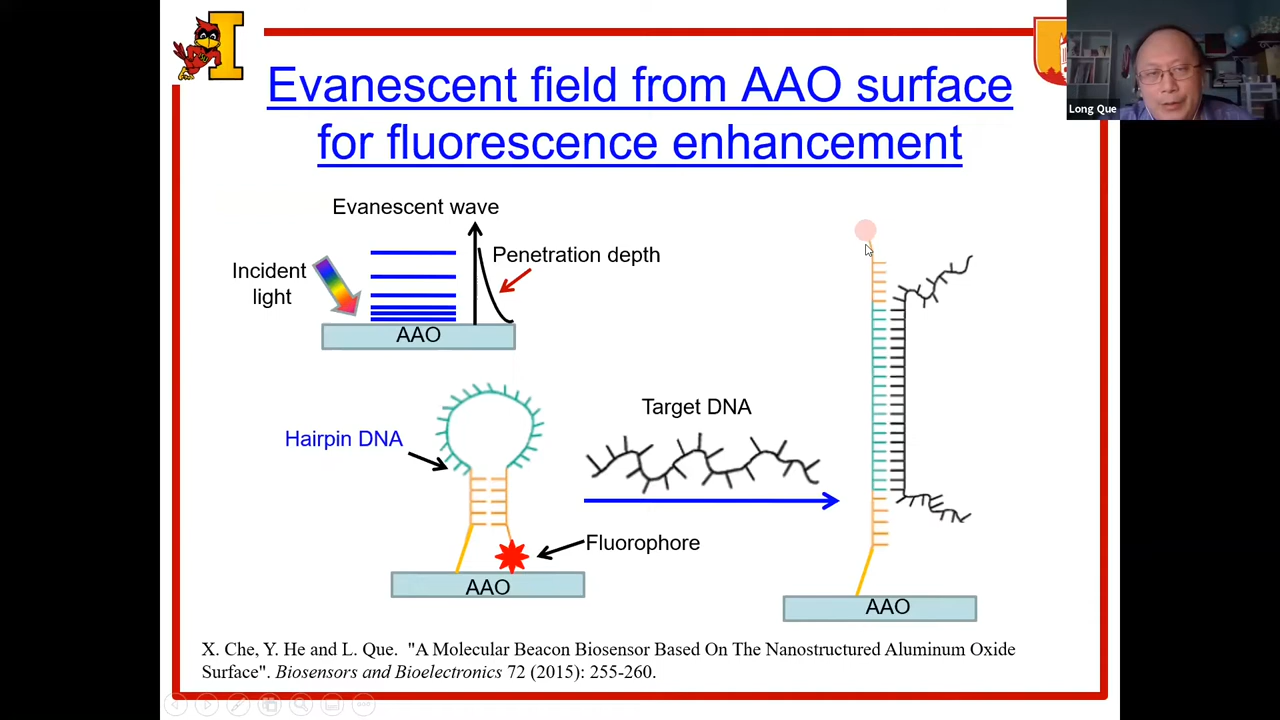 Evanescent field from AAO surface
for fluorescence enhancement
Long Que
Evanescent wave
Penetration depth
Incident
light
AAO
Hairpin DNA
Target DNA
Fluorophore
AAO
AAO
X. Che, Y. He and L. Que. "A Molecular Beacon Biosensor Based On The Nanostructured Aluminum Oxide
Surface". Biosensors and Bioelectronics 72 (2015): 255-260.